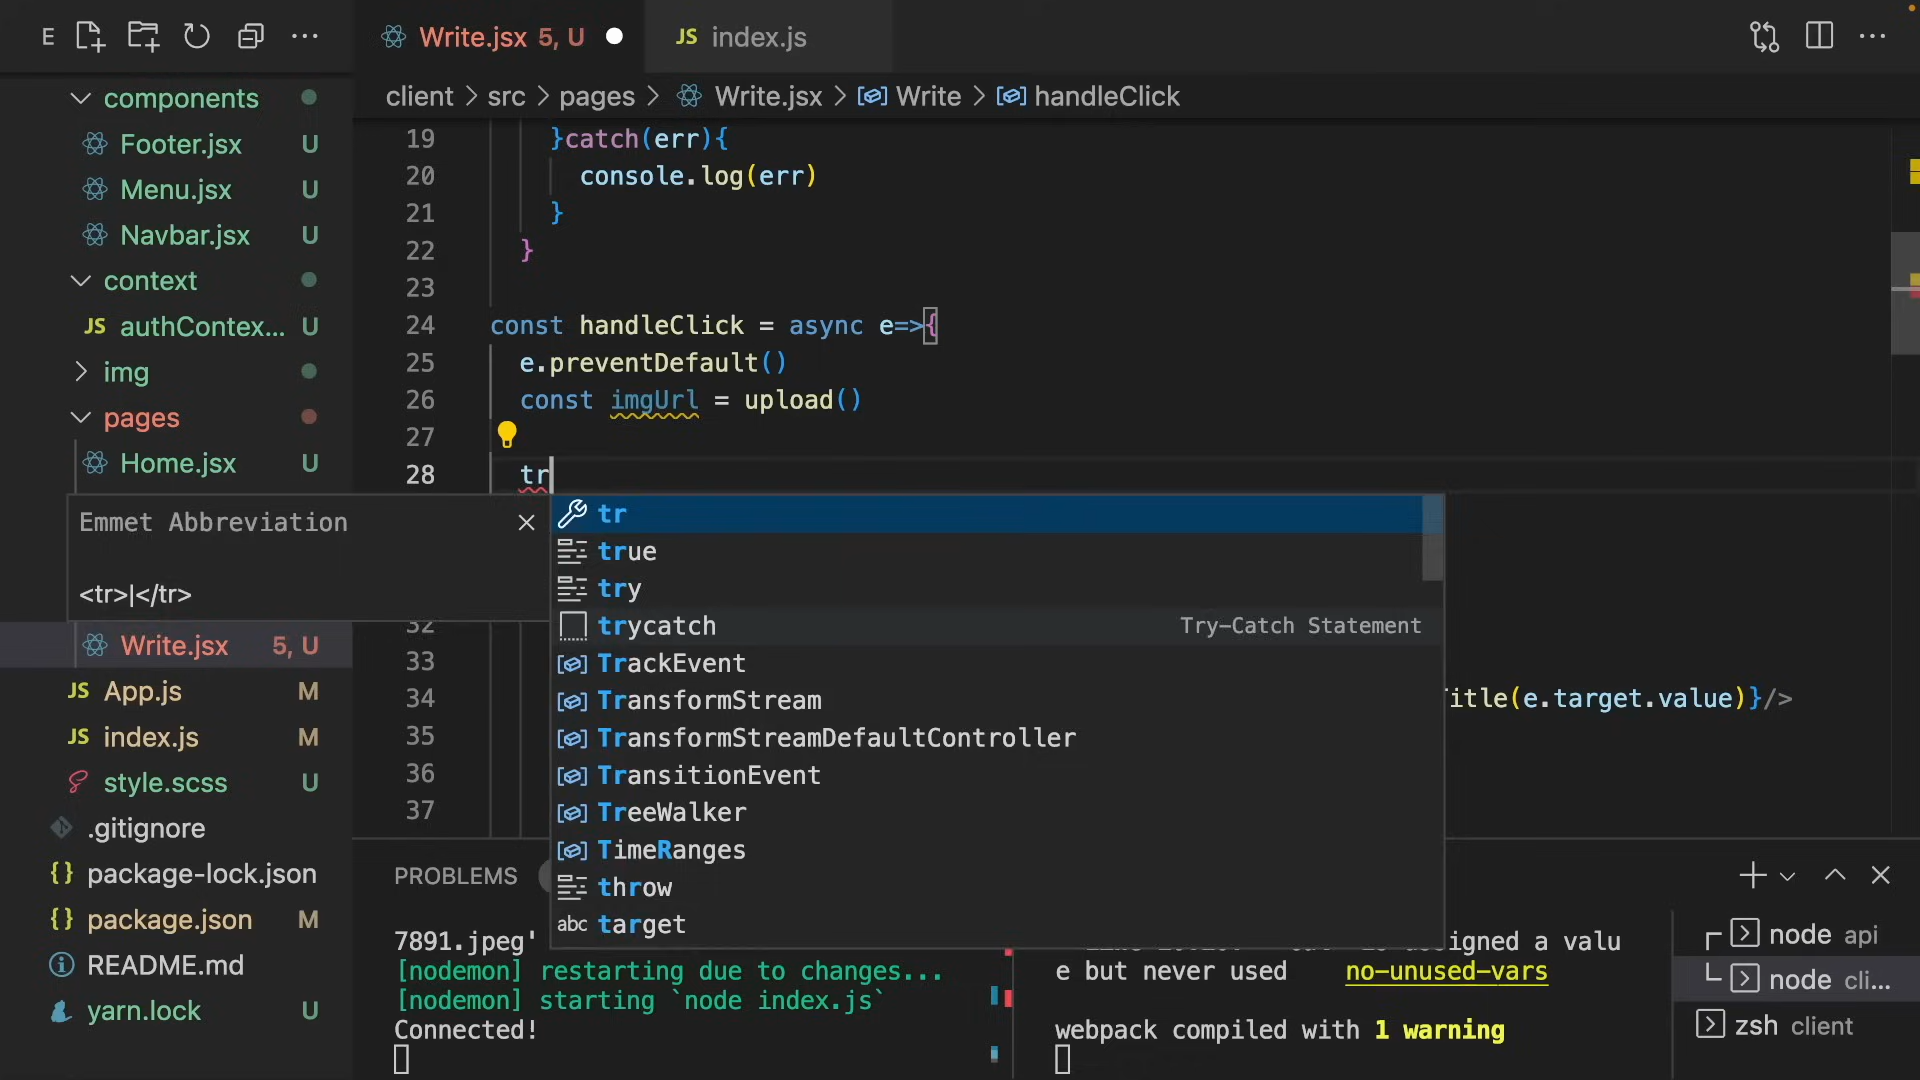 E
Write.jsx 5, U
JS index.js
client > src > pages > Write.jsx > Write > handleClick
components
Footer.jsx U
Menu.jsx U
Navbar.jsx U
context
JS authContex... U
img
pages
Home.jsx U
Emmet Abbreviation
<tr>|</tr>
Write.jsx 5, U
JS App.js M
JS index.js M
style.scss U
.gitignore
{} package-lock.json
{} package.json M
README.md
yarn.lock U
19 }catch(err){
20 console.log(err)
21 }
22 }
23
24 const handleClick = async e=>{
25 e.preventDefault()
26 const imgUrl = upload()
27
28 tr
tr
true
try
trycatch Try-Catch Statement
TrackEvent
TransformStream
TransformStreamDefaultController
TransitionEvent
TreeWalker
TimeRanges
throw
abc target
32
33
34 itle(e.target.value)}/>
35
36
37
PROBLEMS
7891.jpeg'
[nodemon] restarting due to changes...
[nodemon] starting `node index.js`
Connected!
assigned a valu
e but never used no-unused-vars
webpack compiled with 1 warning
node api
node cli...
zsh client